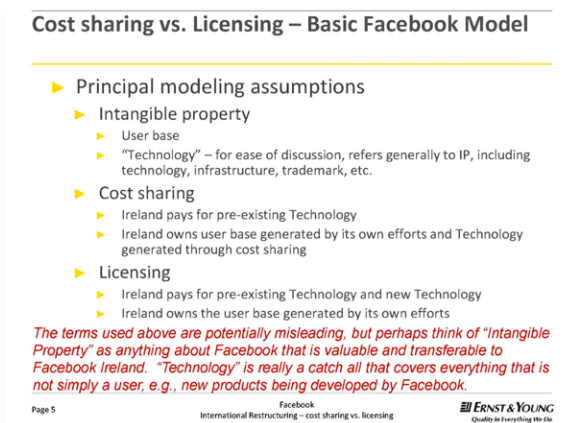 Cost sharing vs. Licensing – Basic Facebook Model
► Principal modeling assumptions
► Intangible property
► User base
► “Technology” – for ease of discussion, refers generally to IP, including
technology, infrastructure, trademark, etc.
► Cost sharing
► Ireland pays for pre-existing Technology
► Ireland owns user base generated by its own efforts and Technology
generated through cost sharing
► Licensing
► Ireland pays for pre-existing Technology and new Technology
► Ireland owns the user base generated by its own efforts
The terms used above are potentially misleading, but perhaps think of “Intangible
Property” as anything about Facebook that is valuable and transferable to
Facebook Ireland.  “Technology” is really a catch all that covers everything that is
not simply a user, e.g., new products being developed by Facebook.
Page 5
Facebook
International Restructuring – cost sharing vs. licensing
ERNST & YOUNG
Quality In Everything We Do